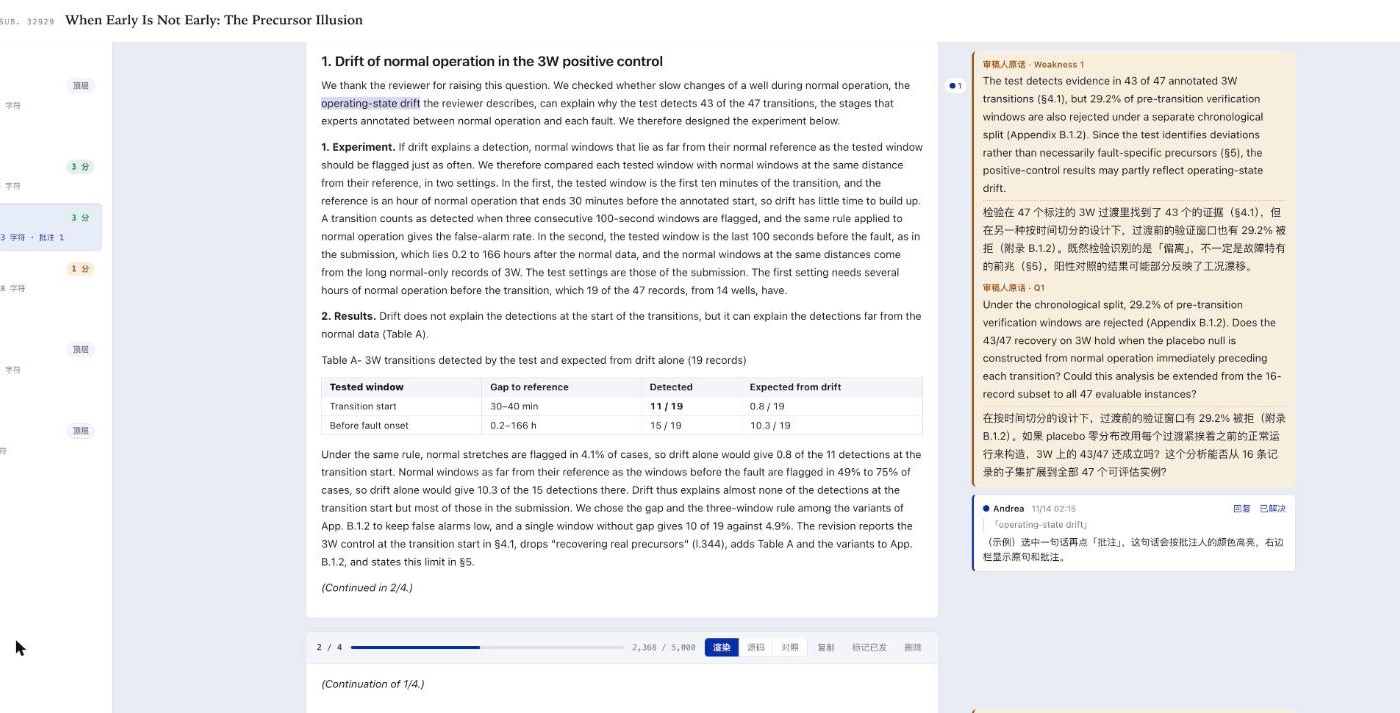 SUB. 32929 When Early Is Not Early: The Precursor Illusion
顶层
字符
3 分
字符
3 分
3 字符 · 批注 1
1 分
8 字符
顶层
字符
顶层
符
1. Drift of normal operation in the 3W positive control
We thank the reviewer for raising this question. We checked whether slow changes of a well during normal operation, the
operating-state drift the reviewer describes, can explain why the test detects 43 of the 47 transitions, the stages that
experts annotated between normal operation and each fault. We therefore designed the experiment below.
1. Experiment. If drift explains a detection, normal windows that lie as far from their normal reference as the tested window
should be flagged just as often. We therefore compared each tested window with normal windows at the same distance
from their reference, in two settings. In the first, the tested window is the first ten minutes of the transition, and the
reference is an hour of normal operation that ends 30 minutes before the annotated start, so drift has little time to build up.
A transition counts as detected when three consecutive 100-second windows are flagged, and the same rule applied to
normal operation gives the false-alarm rate. In the second, the tested window is the last 100 seconds before the fault, as in
the submission, which lies 0.2 to 166 hours after the normal data, and the normal windows at the same distances come
from the long normal-only records of 3W. The test settings are those of the submission. The first setting needs several
hours of normal operation before the transition, which 19 of the 47 records, from 14 wells, have.
2. Results. Drift does not explain the detections at the start of the transitions, but it can explain the detections far from the
normal data (Table A).
Table A- 3W transitions detected by the test and expected from drift alone (19 records)
Tested window Gap to reference Detected Expected from drift
Transition start 30–40 min 11 / 19 0.8 / 19
Before fault onset 0.2–166 h 15 / 19 10.3 / 19
Under the same rule, normal stretches are flagged in 4.1% of cases, so drift alone would give 0.8 of the 11 detections at the
transition start. Normal windows as far from their reference as the windows before the fault are flagged in 49% to 75% of
cases, so drift alone would give 10.3 of the 15 detections there. Drift thus explains almost none of the detections at the
transition start but most of those in the submission. We chose the gap and the three-window rule among the variants of
App. B.1.2 to keep false alarms low, and a single window without gap gives 10 of 19 against 4.9%. The revision reports the
3W control at the transition start in §4.1, drops "recovering real precursors" (l.344), adds Table A and the variants to App.
B.1.2, and states this limit in §5.
(Continued in 2/4.)
2 / 4 2,368 / 5,000 渲染 源码 对照 复制 标记已发 删除
(Continuation of 1/4.)
1
审稿人原话 · Weakness 1
The test detects evidence in 43 of 47 annotated 3W
transitions (§4.1), but 29.2% of pre-transition verification
windows are also rejected under a separate chronological
split (Appendix B.1.2). Since the test identifies deviations
rather than necessarily fault-specific precursors (§5), the
positive-control results may partly reflect operating-state
drift.
检验在 47 个标注的 3W 过渡里找到了 43 个的证据（§4.1），但
在另一种按时间切分的设计下，过渡前的验证窗口也有 29.2% 被
拒（附录 B.1.2）。既然检验识别的是「偏离」，不一定是故障特有
的前兆（§5），阳性对照的结果可能部分反映了工况漂移。
审稿人原话 · Q1
Under the chronological split, 29.2% of pre-transition
verification windows are rejected (Appendix B.1.2). Does the
43/47 recovery on 3W hold when the placebo null is
constructed from normal operation immediately preceding
each transition? Could this analysis be extended from the 16-
record subset to all 47 evaluable instances?
在按时间切分的设计下，过渡前的验证窗口有 29.2% 被拒（附录
B.1.2）。如果 placebo 零分布改用每个过渡紧挨着之前的正常运
行来构造，3W 上的 43/47 还成立吗？这个分析能否从 16 条记
录的子集扩展到全部 47 个可评估实例？
Andrea 11/14 02:15 回复 已解决
「operating-state drift」
（示例）选中一句话再点「批注」，这句话会按批注人的颜色高亮，右边
栏显示原句和批注。